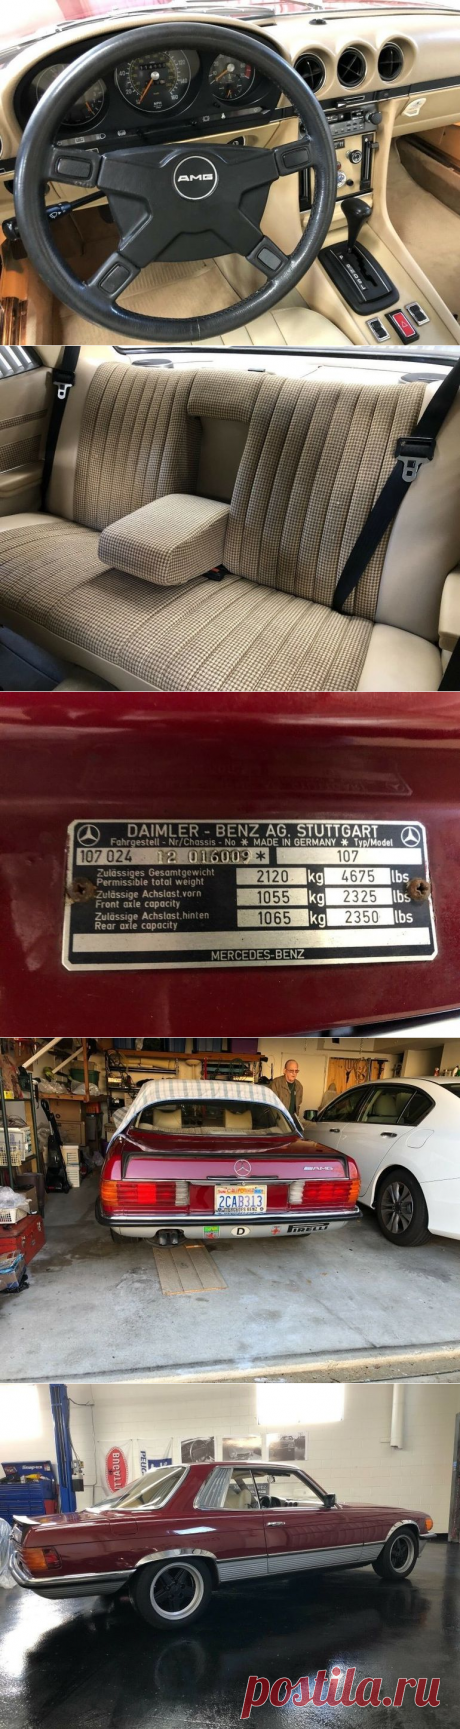 AMG
DAIMLER - BENZ AG. STUTTGART
Fahrgestell - Nr/Chassis - No * MADE IN GERMANY * Typ/Model
107 024 12 016009* 107
Zulässiges Gesamtgewicht
Permissible total weight
2120 kg 4675 lbs
Zulässige Achslast,vorn
Front axle capacity
1055 kg 2325 lbs
Zulässige Achslast,hinten
Rear axle capacity
1065 kg 2350 lbs
MERCEDES-BENZ
AMG
2CAB313
D
PIRELLI
BUGATTI
postila.ru